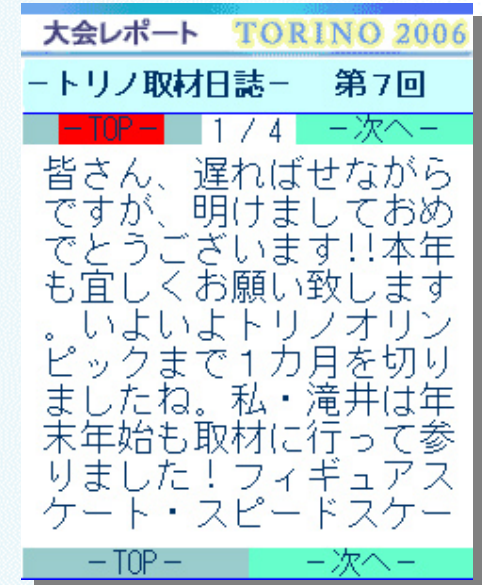 大会レポート TORINO 2006
−トリノ取材日誌− 第7回
−TOP− 1/4 −次へ−
皆さん、遅ればせながら
ですが、明けましておめ
でとうございます!!本年
も宜しくお願い致します
。いよいよトリノオリン
ピックまで1カ月を切り
ましたね。私・滝井は年
末年始も取材に行って参
りました！フィギュアス
ケート・スピードスケー
−TOP− −次へ−